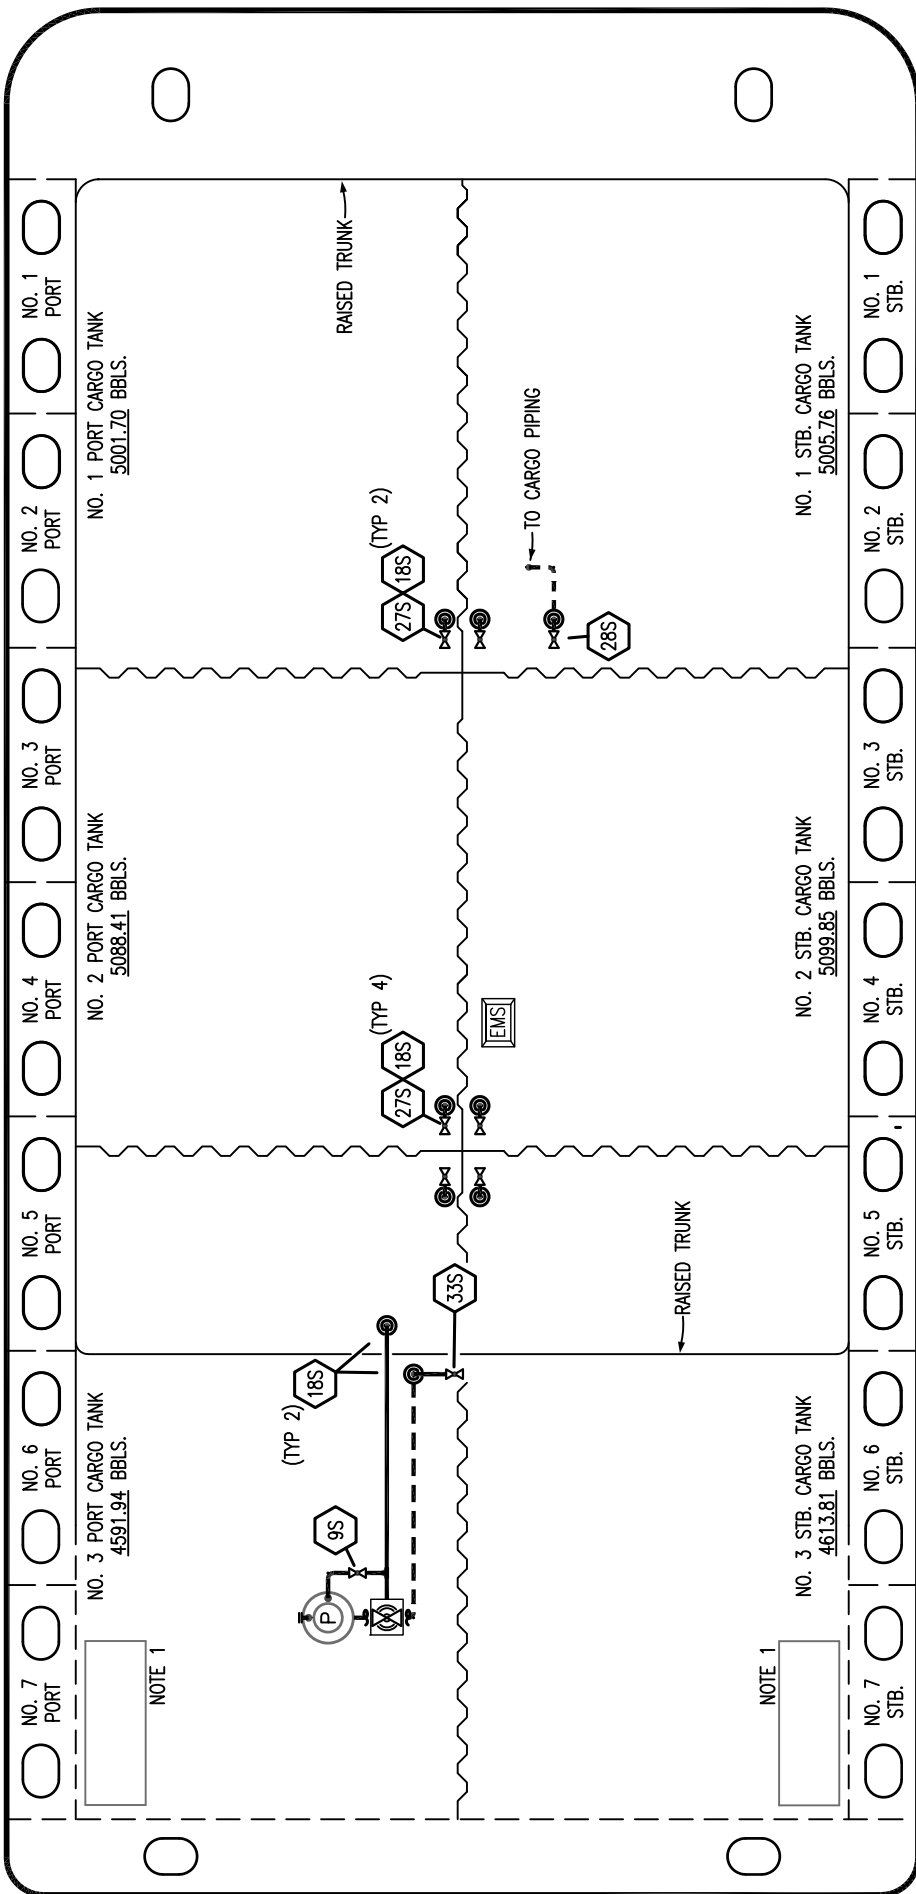 NO. 1
PORT
NO. 2
PORT
NO. 3
PORT
NO. 4
PORT
NO. 5
PORT
NO. 6
PORT
NO. 7
PORT
NO. 1 PORT CARGO TANK
5001.70 BBLS.
NO. 2 PORT CARGO TANK
5088.41 BBLS.
NO. 3 PORT CARGO TANK
4591.94 BBLS.
NOTE 1
RAISED TRUNK
(TYP 2)
27S
18S
(TYP 4)
27S
18S
(TYP 2)
18S
9S
P
33S
EMS
TO CARGO PIPING
28S
RAISED TRUNK
NO. 1 STB. CARGO TANK
5005.76 BBLS.
NO. 2 STB. CARGO TANK
5099.85 BBLS.
NO. 3 STB. CARGO TANK
4613.81 BBLS.
NOTE 1
NO. 1
STB.
NO. 2
STB.
NO. 3
STB.
NO. 4
STB.
NO. 5
STB.
NO. 6
STB.
NO. 7
STB.